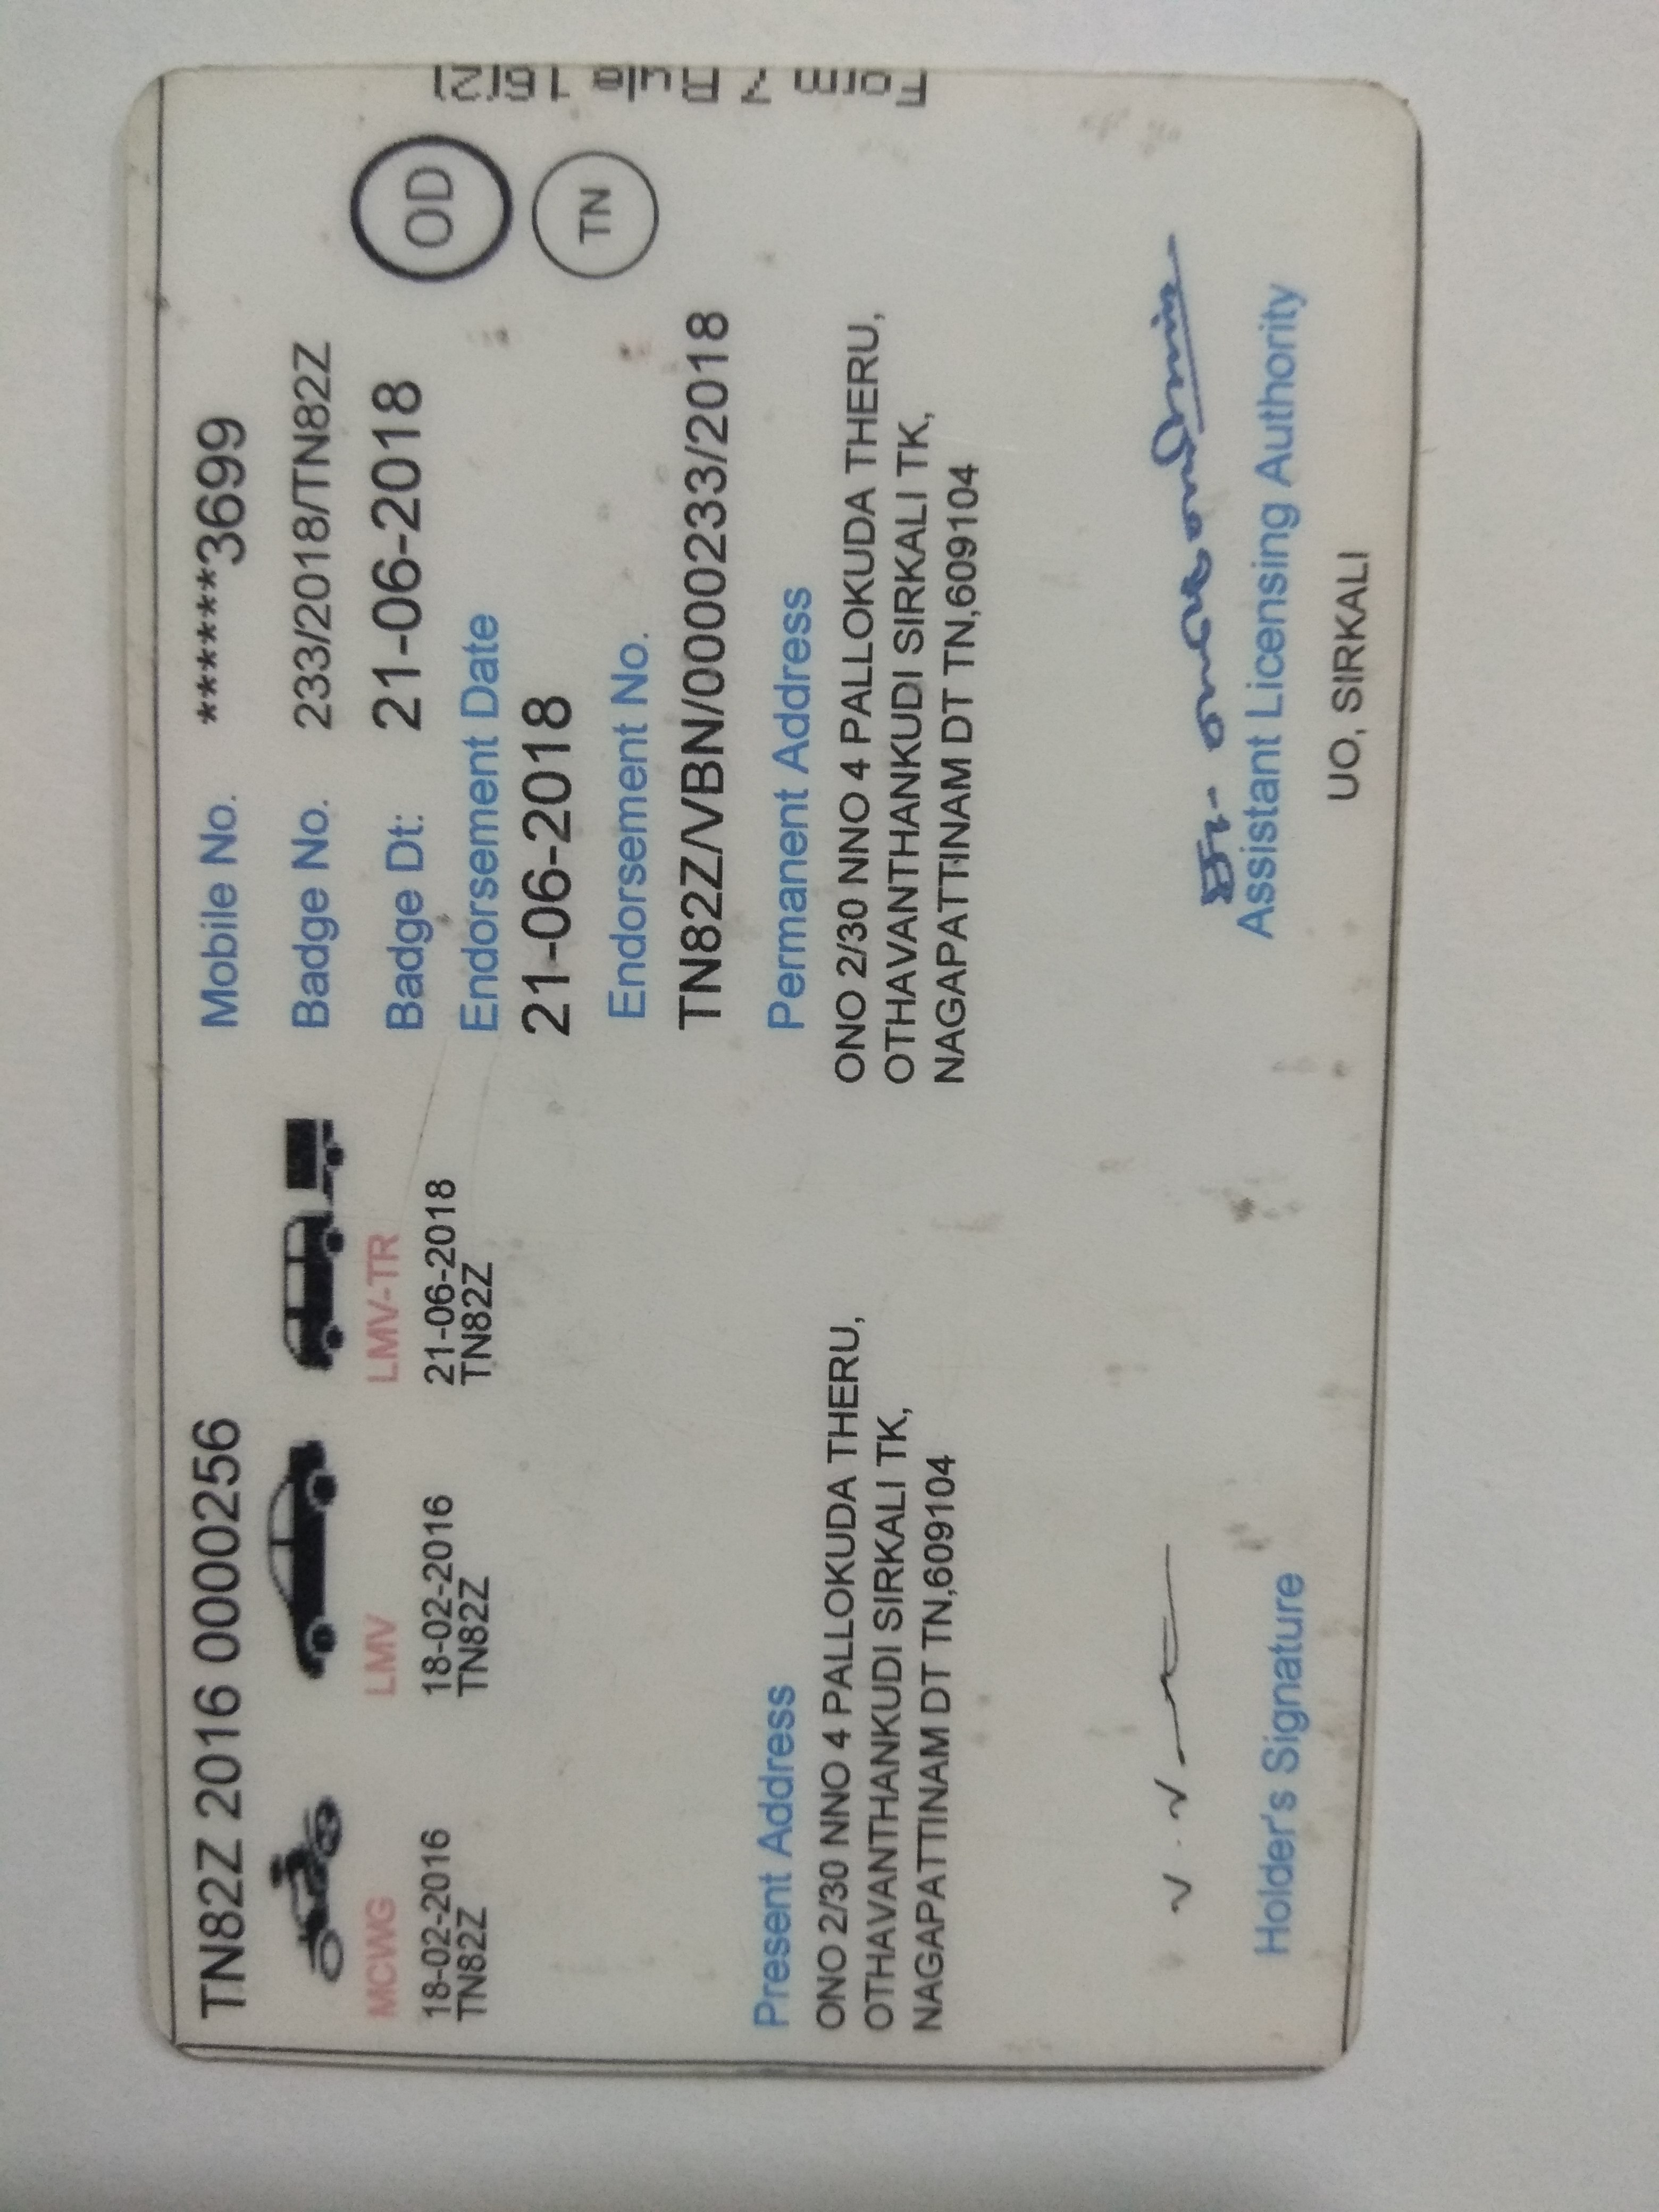 TN82Z 2016 0000256
MCWG
18-02-2016
TN82Z
LMV
18-02-2016
TN82Z
LMV-TR
21-06-2018
TN82Z
Mobile No. ******3699
Badge No. 233/2018/TN82Z
Badge Dt: 21-06-2018
Endorsement Date
21-06-2018
Endorsement No.
TN82Z/VBN/0000233/2018
OD
TN
Form 7 Rule 16(2)
Present Address
ONO 2/30 NNO 4 PALLOKUDA THERU,
OTHAVANTHANKUDI SIRKALI TK,
NAGAPATTINAM DT TN,609104
Permanent Address
ONO 2/30 NNO 4 PALLOKUDA THERU,
OTHAVANTHANKUDI SIRKALI TK,
NAGAPATTINAM DT TN,609104
Holder's Signature
Assistant Licensing Authority
UO, SIRKALI